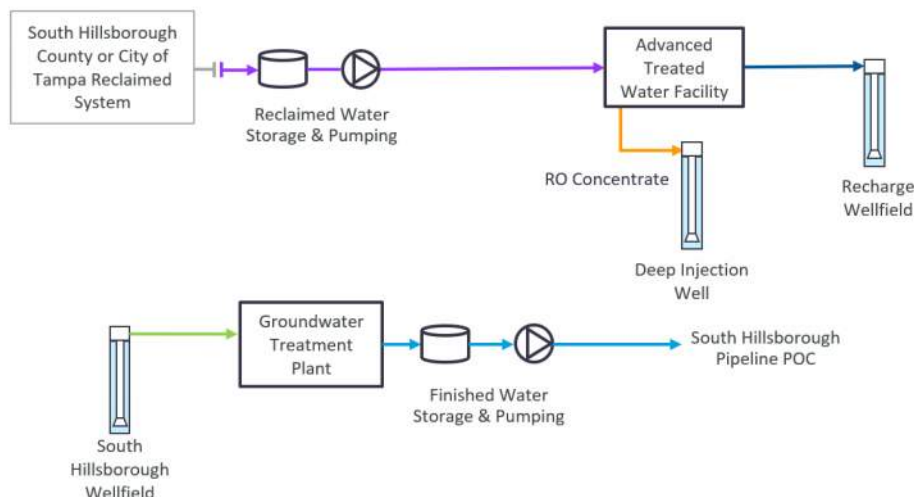 South Hillsborough
County or City of
Tampa Reclaimed
System
Reclaimed Water
Storage & Pumping
Advanced
Treated
Water Facility
RO Concentrate
Deep Injection
Well
Recharge
Wellfield
South
Hillsborough
Wellfield
Groundwater
Treatment
Plant
Finished Water
Storage & Pumping
South Hillsborough
Pipeline POC